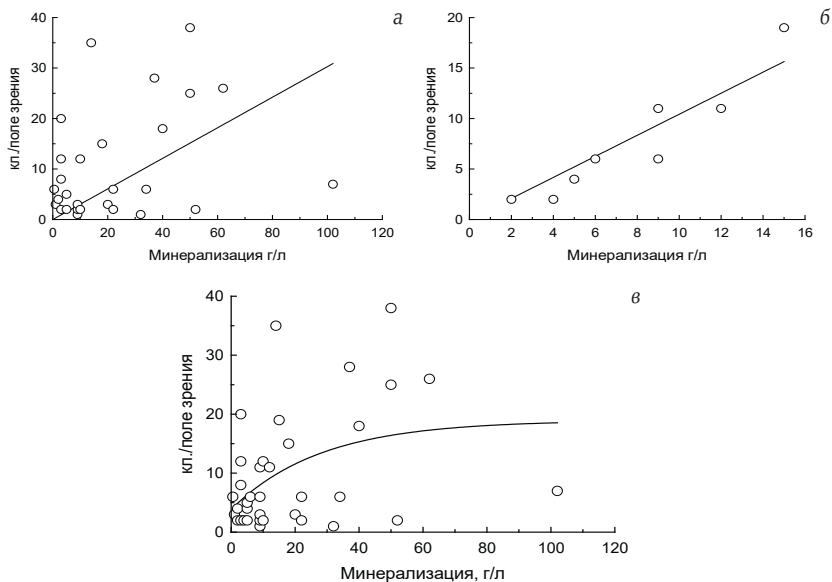 а
40
30
20
10
0
0 20 40 60 80 100 120
кл./поле зрения
Минерализация г/л
б
20
15
10
5
0
0 2 4 6 8 10 12 14 16
кл./поле зрения
Минерализация г/л
в
40
30
20
10
0
0 20 40 60 80 100 120
кл./поле зрения
Минерализация, г/л